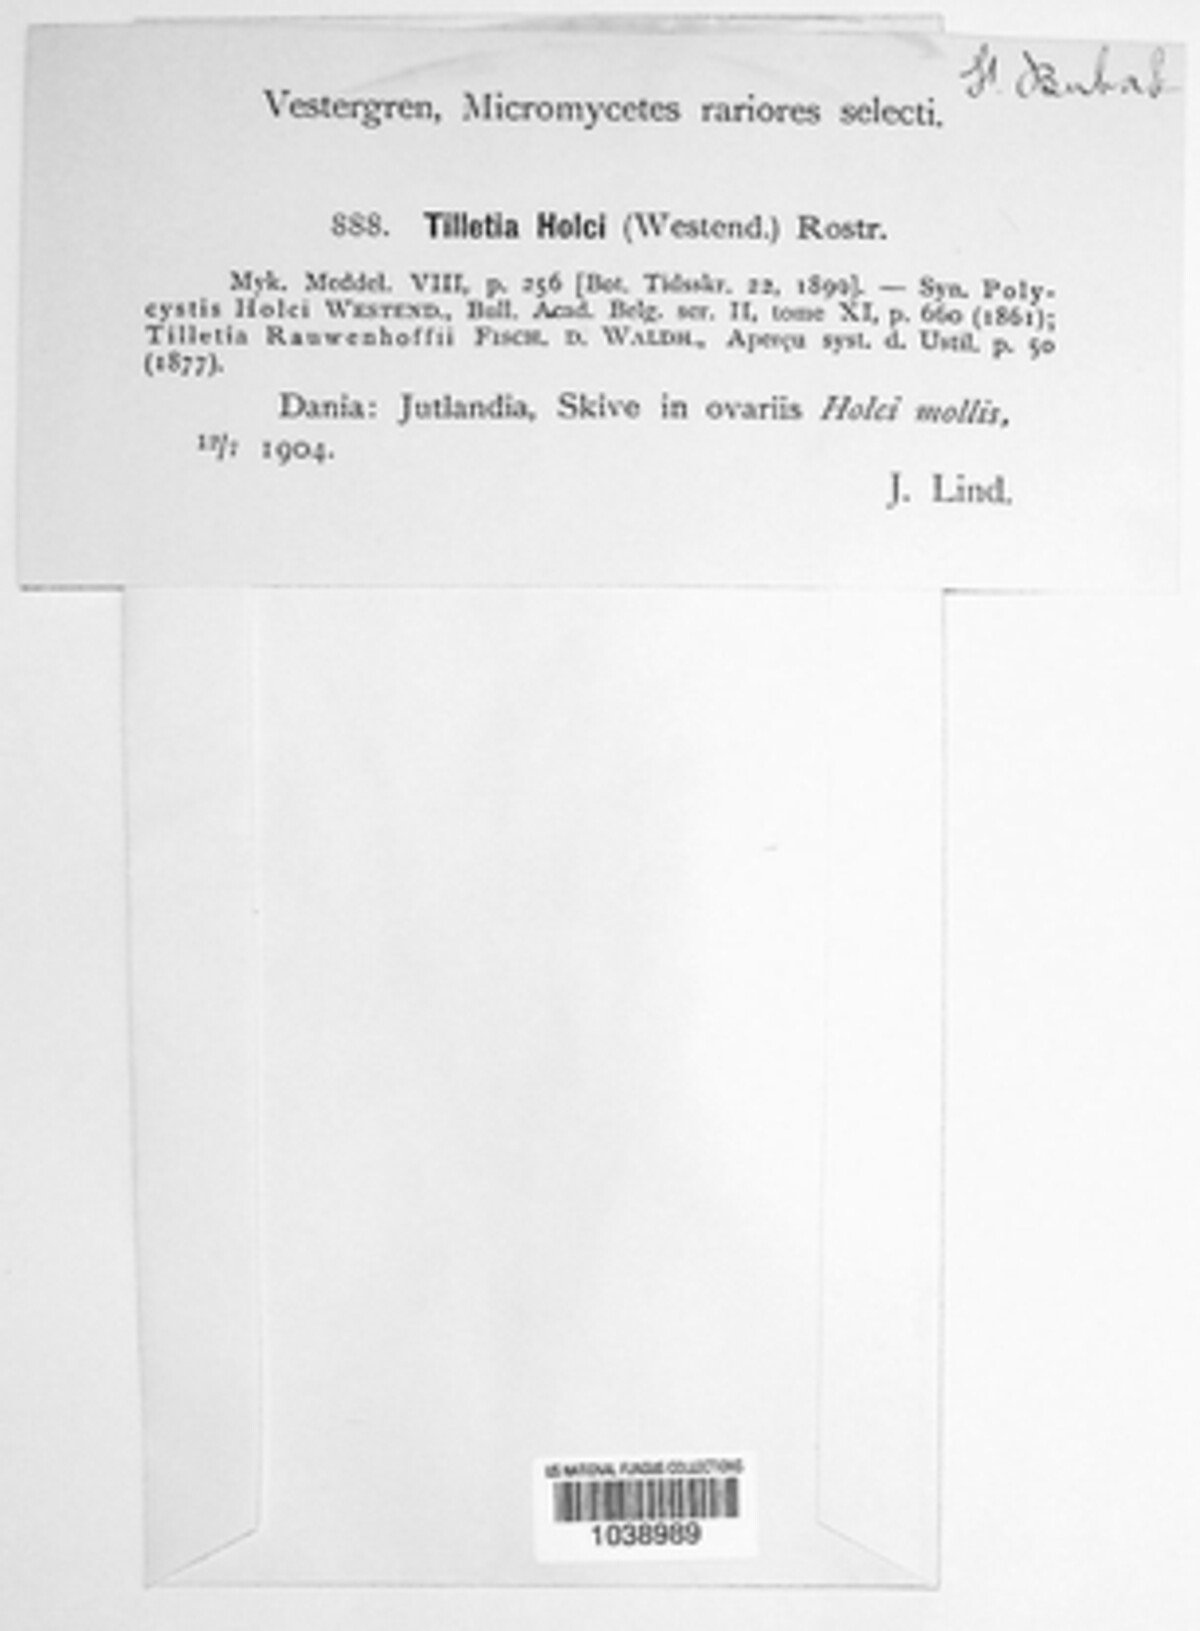 Vestergren, Micromycetes rariores selecti.
888. Tilletia Holci (Westend.) Rostr.
Myk. Meddel. VIII, p. 256 [Bot. Tidsskr. 22, 1899]. — Syn. Poly-
cystis Holci WESTEND., Bull. Acad. Belg. ser. II, tome XI, p. 660 (1861);
Tilletia Rauwenhoffii FISCH. D. WALDH., Aperçu syst. d. Ustil. p. 50
(1877).
Dania: Jutlandia, Skive in ovariis Holci mollis,
1904.
J. Lind.
US NATIONAL FUNGUS COLLECTIONS
1038989